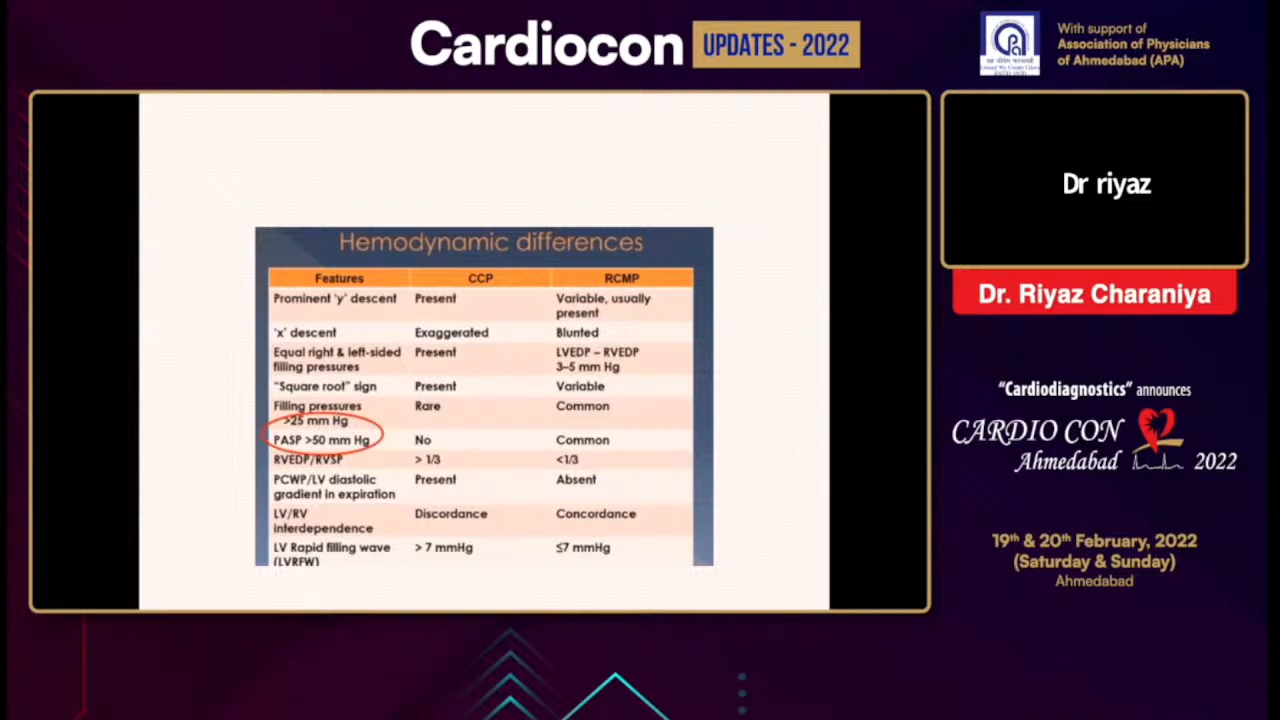 Cardiocon UPDATES - 2022
With support of
Association of Physicians
of Ahmedabad (APA)
Hemodynamic differences
Features CCP RCMP
Prominent ‘y’ descent Present Variable, usually
present
‘x’ descent Exaggerated Blunted
Equal right & left-sided Present LVEDP – RVEDP
filling pressures 3–5 mm Hg
“Square root” sign Present Variable
Filling pressures Rare Common
>25 mm Hg
PASP >50 mm Hg No Common
RVEDP/RVSP > 1/3 <1/3
PCWP/LV diastolic Present Absent
gradient in expiration
LV/RV Discordance Concordance
interdependence
LV Rapid filling wave > 7 mmHg ≤7 mmHg
(LVRFW)
Dr riyaz
Dr. Riyaz Charaniya
“Cardiodiagnostics” announces
CARDIO CON
Ahmedabad 2022
19th & 20th February, 2022
(Saturday & Sunday)
Ahmedabad